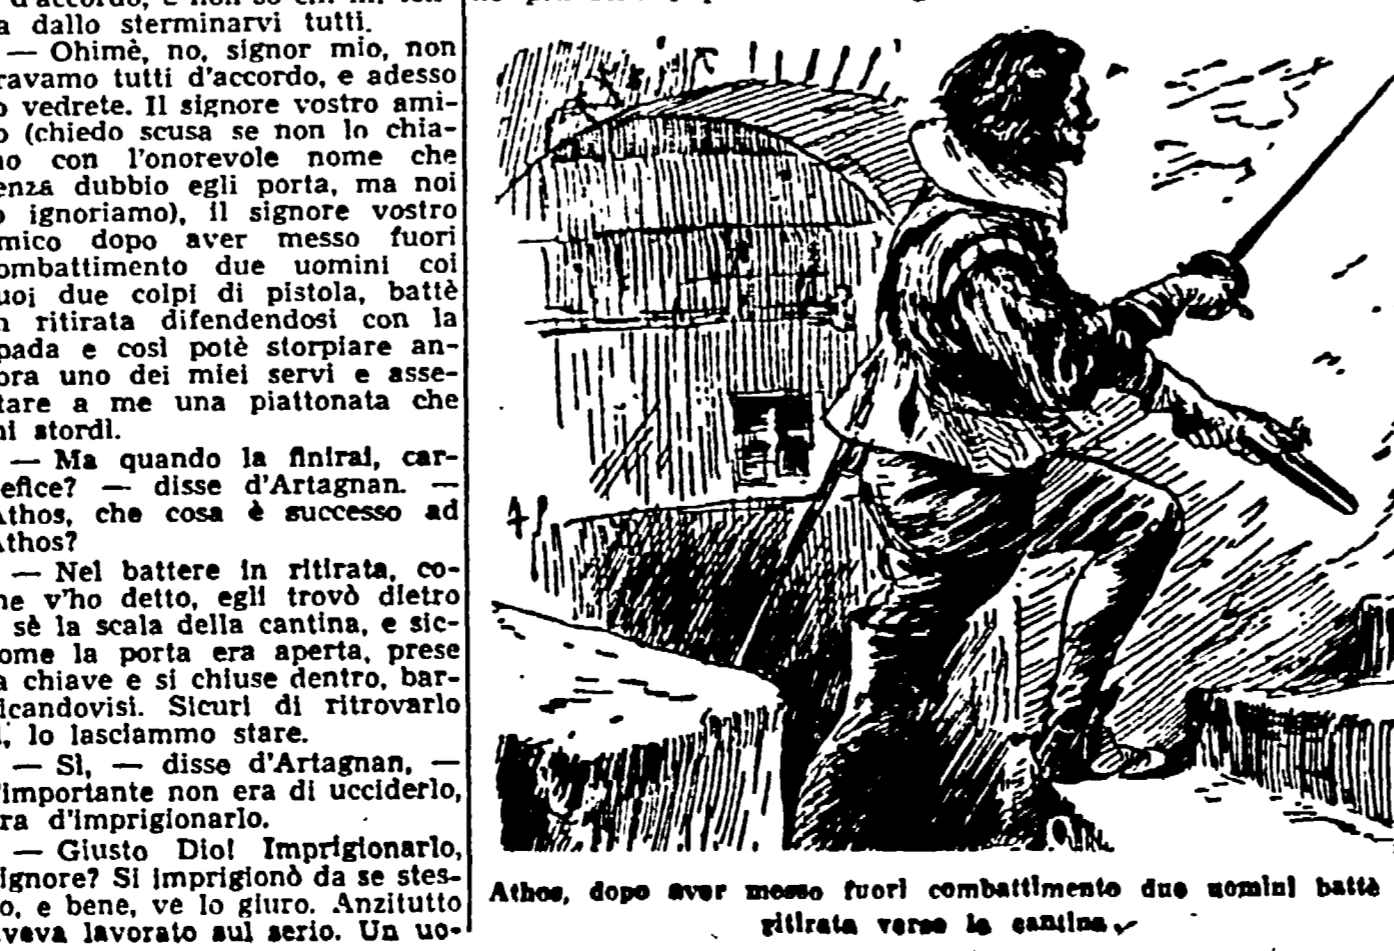 d'accordo, e non so chi mi
a dallo sterminarvi tutti.
— Ohimè, no, signor mio, non
ravamo tutti d'accordo, e adesso
o vedrete. Il signore vostro ami-
o (chiedo scusa se non lo chia-
no con l'onorevole nome che
enza dubbio egli porta, ma noi
o ignoriamo), il signore vostro
mico dopo aver messo fuori
ombattimento due uomini coi
uoi due colpi di pistola, battè
n ritirata difendendosi con la
pada e così potè storpiare an-
ora uno dei miei servi e asse-
tare a me una piattonata che
ni stordì.
— Ma quando la finirai, car-
efice? — disse d'Artagnan. —
Athos, che cosa è successo ad
Athos?
— Nel battere in ritirata, co-
ne v'ho detto, egli trovò dietro
sè la scala della cantina, e sic-
ome la porta era aperta, prese
a chiave e si chiuse dentro, bar-
icandovisi. Sicuri di ritrovarlo
ì, lo lasciammo stare.
— Sì, — disse d'Artagnan, —
'importante non era di ucciderlo,
ra d'imprigionarlo.
— Giusto Dio! Imprigionarlo,
ignore? Si imprigionò da se stes-
o, e bene, ve lo giuro. Anzitutto
veva lavorato sul serio. Un uo-
Athos, dopo aver messo fuori combattimento due uomini battè
ritirata verso la cantina